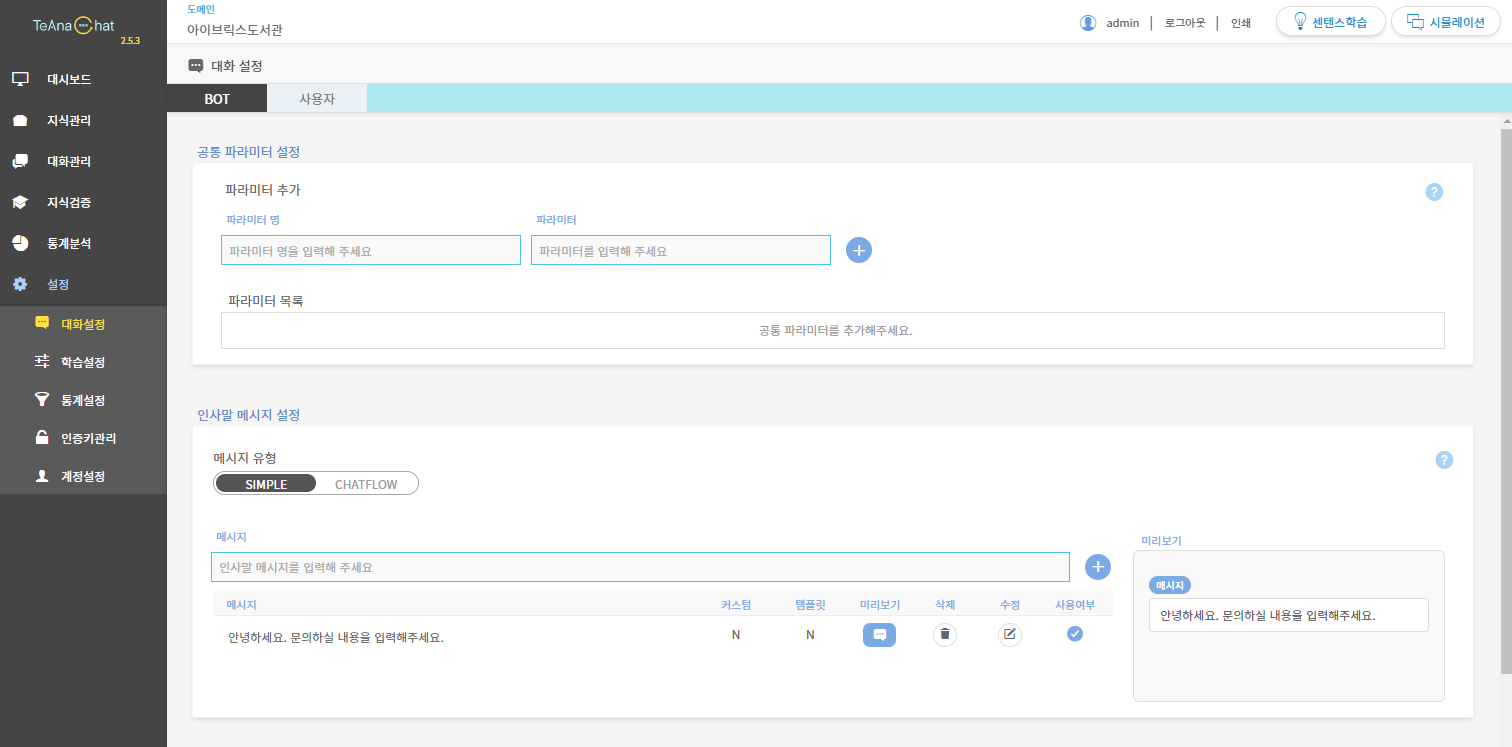 TeAna Chat
2.5.3
대시보드
지식관리
대화관리
지식검증
통계분석
설정
대화설정
학습설정
통계설정
인증키관리
계정설정
도메인
아이브릭스도서관
admin | 로그아웃 | 인쇄
센텐스학습
시뮬레이션
대화 설정
BOT 사용자
공통 파라미터 설정
파라미터 추가
?
파라미터 명 파라미터
파라미터 명을 입력해 주세요 파라미터를 입력해 주세요
파라미터 목록
공통 파라미터를 추가해주세요.
인사말 메시지 설정
메시지 유형
?
SIMPLE CHATFLOW
메시지
인사말 메시지를 입력해 주세요
메시지 커스텀 템플릿 미리보기 삭제 수정 사용여부
안녕하세요. 문의하실 내용을 입력해주세요. N N
미리보기
메시지
안녕하세요. 문의하실 내용을 입력해주세요.